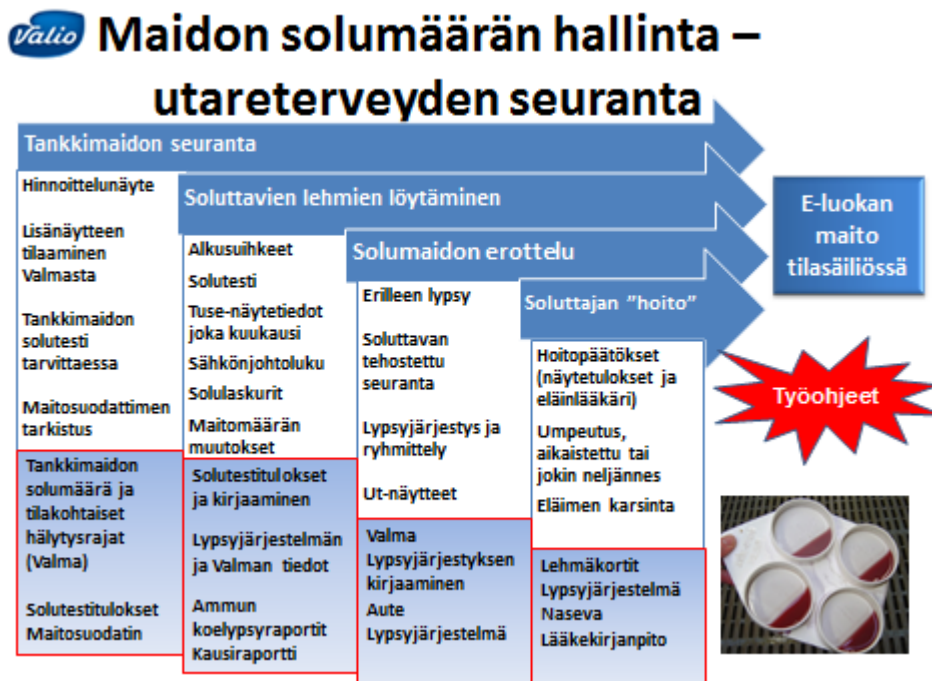 Valio
Maidon solumäärän hallinta –
utareterveyden seuranta
Tankkimaidon seuranta
Hinnoittelunäyte
Lisänäytteen
tilaaminen
Valmasta
Tankkimaidon
solutesti
tarvittaessa
Maitosuodattimen
tarkistus
Tankkimaidon
solumäärä ja
tilakohtaiset
hälytysrajat
(Valma)
Solutestitulokset
Maitosuodatin
Soluttavien lehmien löytäminen
Alkusuihkeet
Solutesti
Tuse-näytetiedot
joka kuukausi
Sähkönjohtoluku
Solulaskurit
Maitomäärän
muutokset
Solutestitulokset
ja kirjaaminen
Lypsyjärjestelmän
ja Valman tiedot
Ammun
koelypsyraportit
Kausiraportti
Solumaidon erottelu
Erilleen lypsy
Soluttavan
tehostettu
seuranta
Lypsyjärjestys ja
ryhmittely
Ut-näytteet
Valma
Lypsyjärjestyksen
kirjaaminen
Aute
Lypsyjärjestelmä
Soluttajan ”hoito”
Hoitopäätökset
(näytetulokset ja
eläinlääkäri)
Umpeutus,
aikaistettu tai
jokin neljännes
Eläimen karsinta
Lehmäkortit
Lypsyjärjestelmä
Naseva
Lääkekirjanpito
E-luokan
maito
tilasäiliössä
Työohjeet